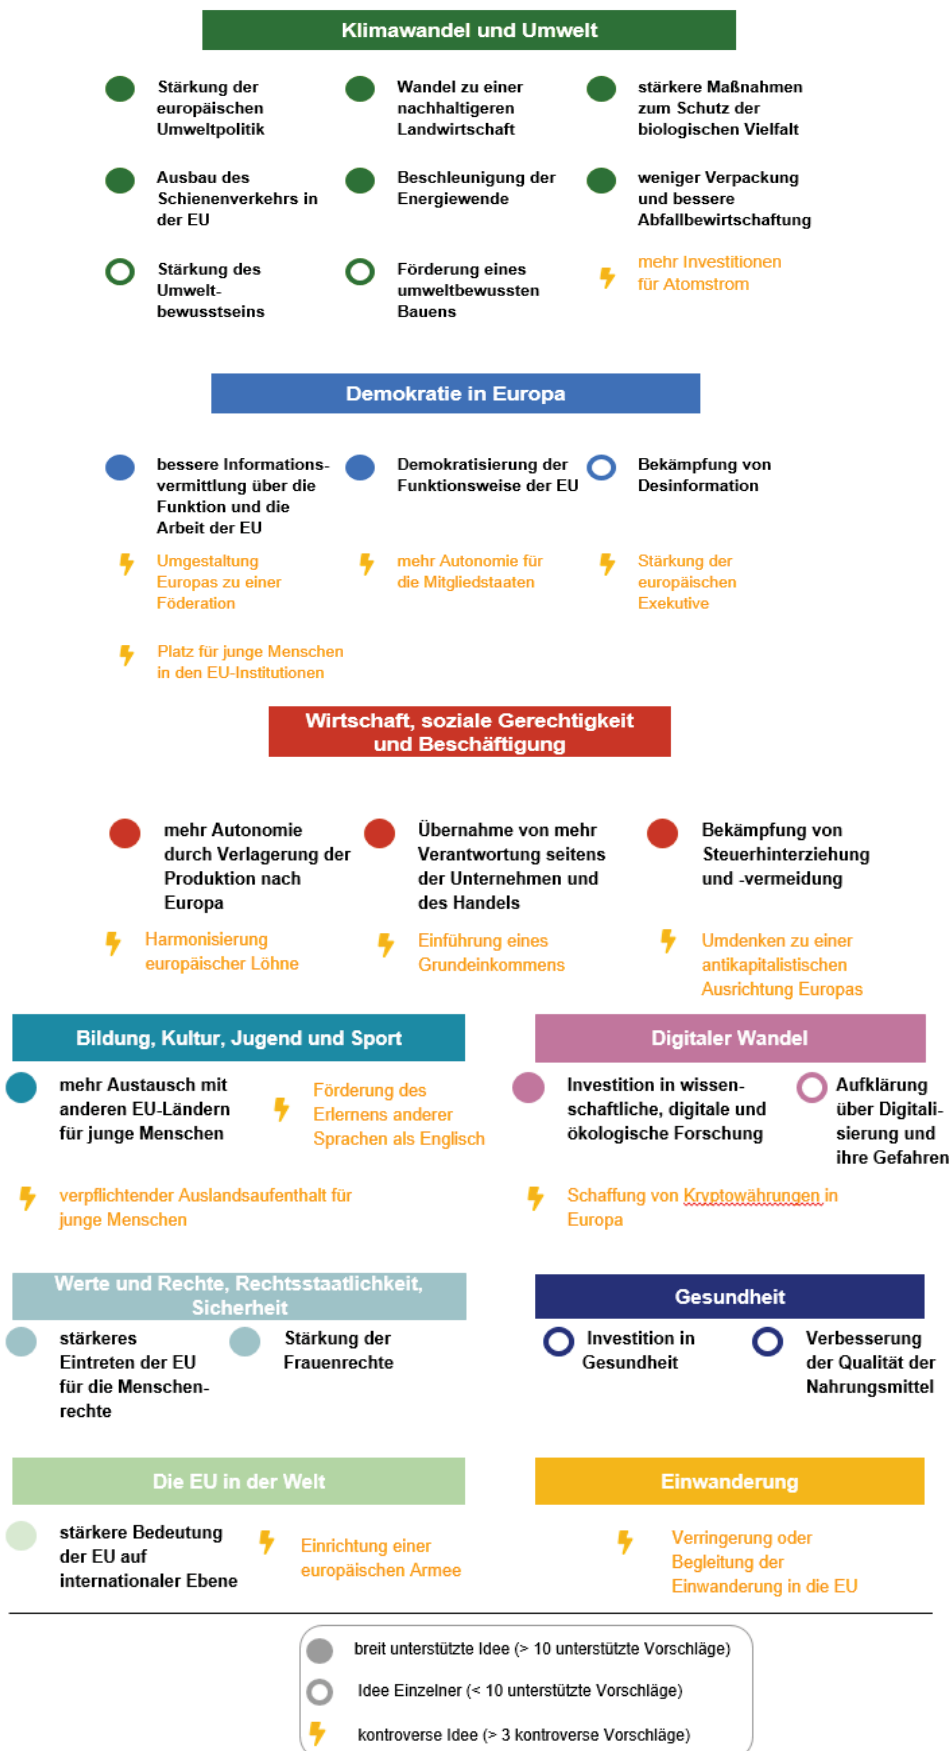 Klimawandel und Umwelt
Stärkung der
europäischen
Umweltpolitik
Wandel zu einer
nachhaltigeren
Landwirtschaft
stärkere Maßnahmen
zum Schutz der
biologischen Vielfalt
Ausbau des
Schienenverkehrs in
der EU
Beschleunigung der
Energiewende
weniger Verpackung
und bessere
Abfallbewirtschaftung
Stärkung des
Umwelt-
bewusstseins
Förderung eines
umweltbewussten
Bauens
mehr Investitionen
für Atomstrom
Demokratie in Europa
bessere Informations-
vermittlung über die
Funktion und die
Arbeit der EU
Demokratisierung der
Funktionsweise der EU
Bekämpfung von
Desinformation
Umgestaltung
Europas zu einer
Föderation
mehr Autonomie für
die Mitgliedstaaten
Stärkung der
europäischen
Exekutive
Platz für junge Menschen
in den EU-Institutionen
Wirtschaft, soziale Gerechtigkeit
und Beschäftigung
mehr Autonomie
durch Verlagerung der
Produktion nach
Europa
Übernahme von mehr
Verantwortung seitens
der Unternehmen und
des Handels
Bekämpfung von
Steuerhinterziehung
und -vermeidung
Harmonisierung
europäischer Löhne
Einführung eines
Grundeinkommens
Umdenken zu einer
antikapitalistischen
Ausrichtung Europas
Bildung, Kultur, Jugend und Sport
mehr Austausch mit
anderen EU-Ländern
für junge Menschen
Förderung des
Erlernens anderer
Sprachen als Englisch
verpflichtender Auslandsaufenthalt für
junge Menschen
Digitaler Wandel
Investition in wissen-
schaftliche, digitale und
ökologische Forschung
Aufklärung
über Digitali-
sierung und
ihre Gefahren
Schaffung von Kryptowährungen in
Europa
Werte und Rechte, Rechtsstaatlichkeit,
Sicherheit
stärkeres
Eintreten der EU
für die Menschen-
rechte
Stärkung der
Frauenrechte
Gesundheit
Investition in
Gesundheit
Verbesserung
der Qualität der
Nahrungsmittel
Die EU in der Welt
stärkere Bedeutung
der EU auf
internationaler Ebene
Einrichtung einer
europäischen Armee
Einwanderung
Verringerung oder
Begleitung der
Einwanderung in die EU
breit unterstützte Idee (> 10 unterstützte Vorschläge)
Idee Einzelner (< 10 unterstützte Vorschläge)
kontroverse Idee (> 3 kontroverse Vorschläge)